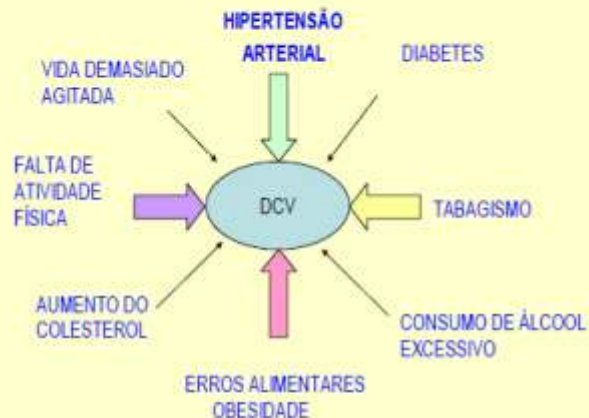 HIPERTENSÃO
ARTERIAL
DIABETES
VIDA DEMASIADO
AGITADA
FALTA DE
ATIVIDADE
FÍSICA
DCV
TABAGISMO
AUMENTO DO
COLESTEROL
CONSUMO DE ÁLCOOL
EXCESSIVO
ERROS ALIMENTARES
OBESIDADE